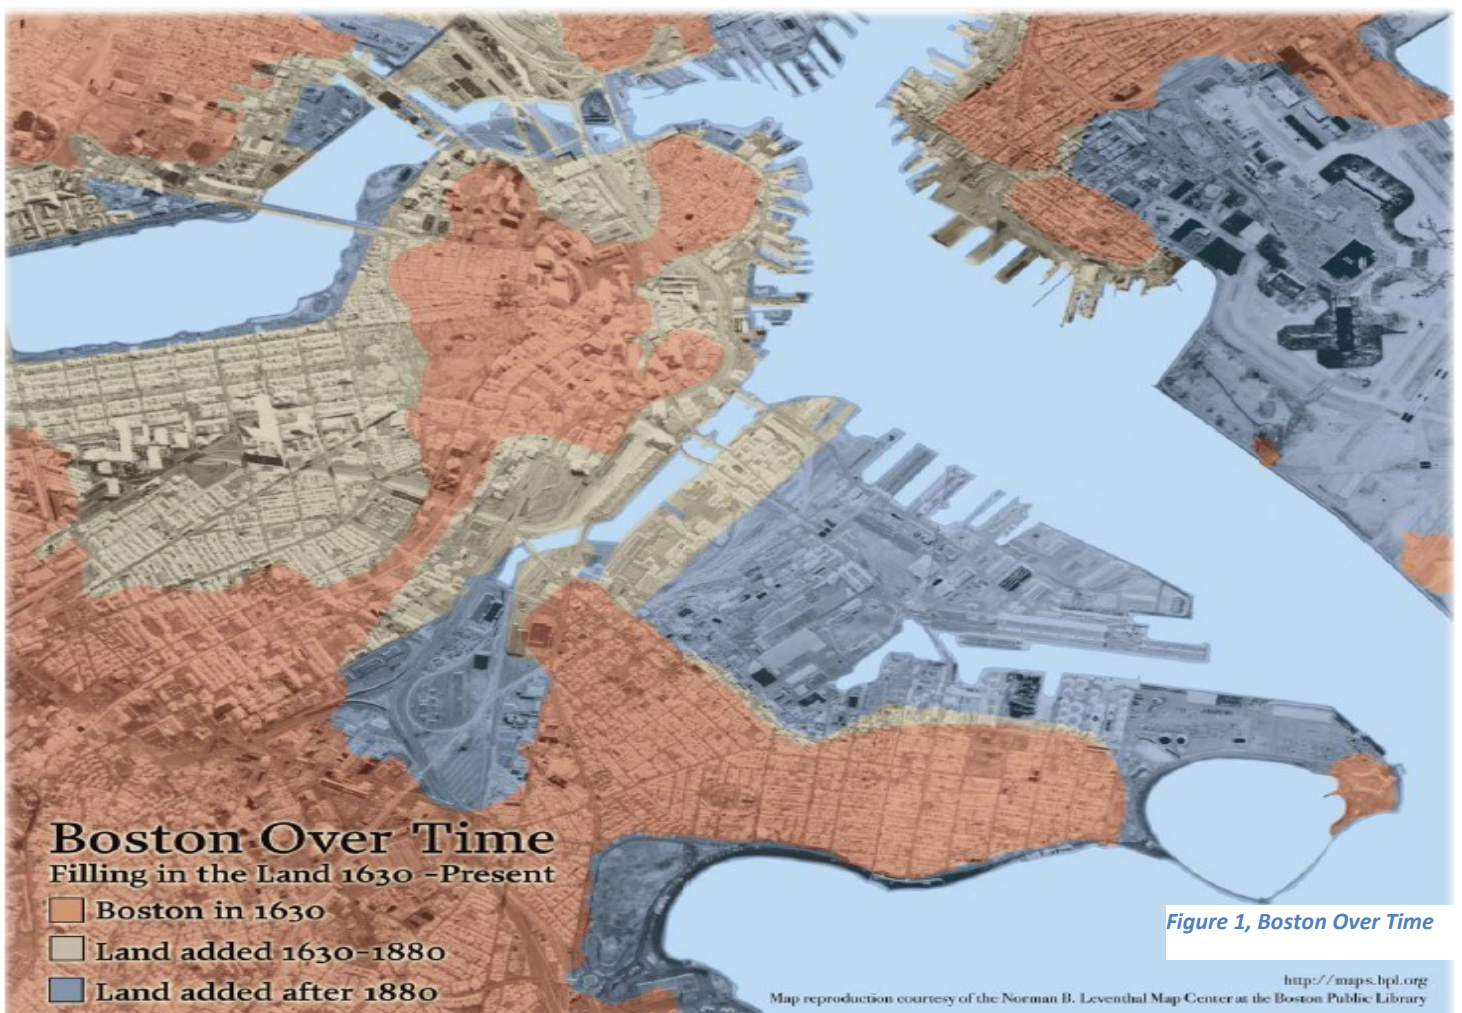 Boston Over Time
Filling in the Land 1630 -Present
Boston in 1630
Land added 1630-1880
Land added after 1880
Figure 1, Boston Over Time
http://maps.bpl.org
Map reproduction courtesy of the Norman B. Leventhal Map Center at the Boston Public Library